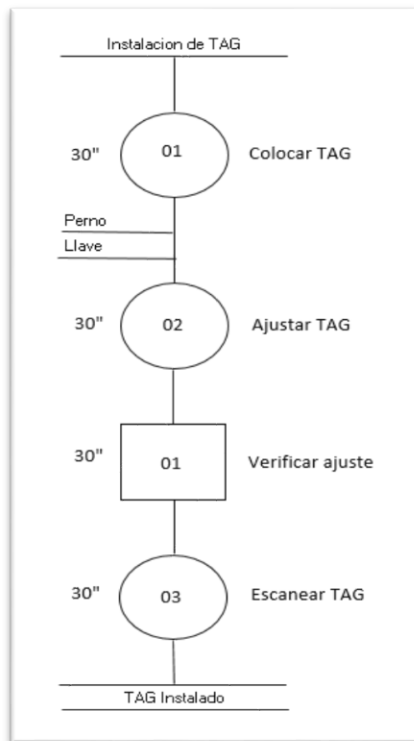 Instalacion de TAG
30" 01 Colocar TAG
Perno
Llave
30" 02 Ajustar TAG
30" 01 Verificar ajuste
30" 03 Escanear TAG
TAG Instalado